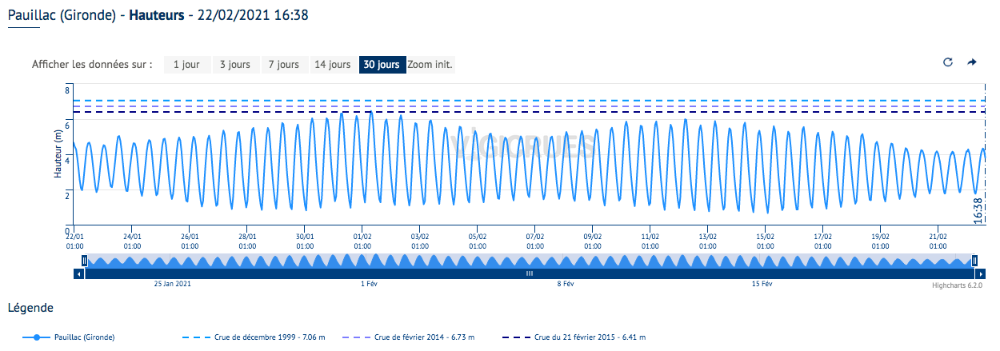 Pauillac (Gironde) - Hauteurs - 22/02/2021 16:38
Afficher les données sur : 1 jour 3 jours 7 jours 14 jours 30 jours Zoom init.
8
6
4
2
0
Hauteur (m)
VIGICRUES
16:38
22/01 24/01 26/01 28/01 30/01 01/02 03/02 05/02 07/02 09/02 11/02 13/02 15/02 17/02 19/02 21/02
01:00 01:00 01:00 01:00 01:00 01:00 01:00 01:00 01:00 01:00 01:00 01:00 01:00 01:00 01:00 01:00
25 Jan 2021 1 Fév 8 Fév 15 Fév
Highcharts 6.2.0
Légende
Pauillac (Gironde) Crue de décembre 1999 - 7.06 m Crue de février 2014 - 6.73 m Crue du 21 février 2015 - 6.41 m